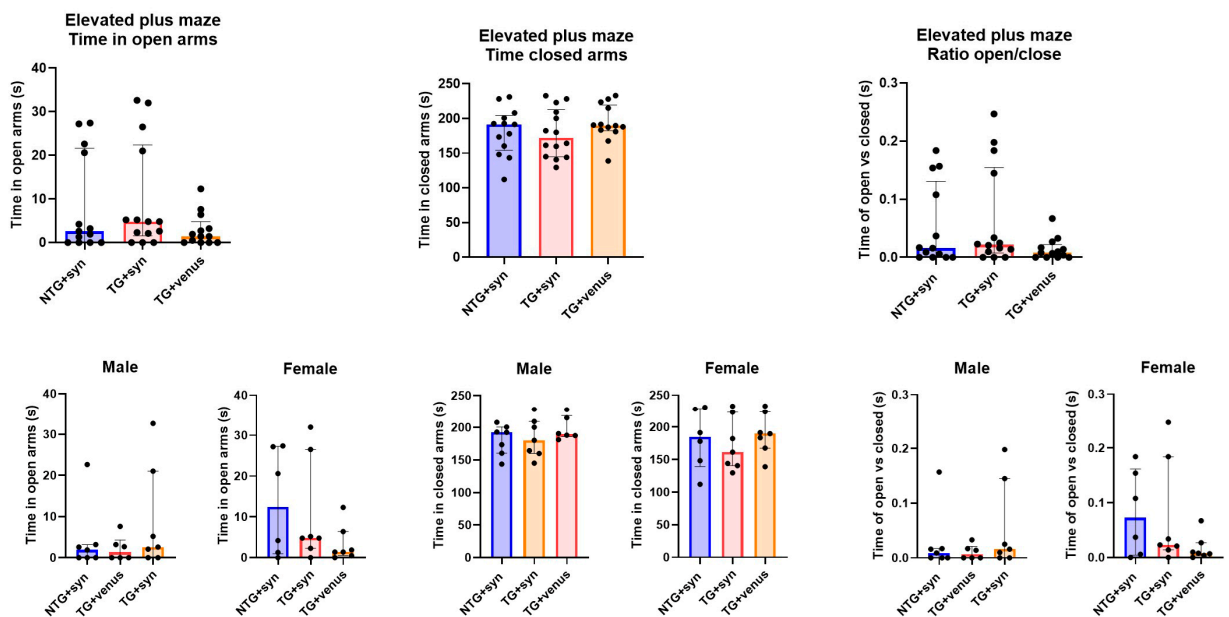 Elevated plus maze
Time in open arms
Time in open arms (s)
40
30
20
10
0
NTG+syn
TG+syn
TG+venus
Elevated plus maze
Time closed arms
Time in closed arms (s)
250
200
150
100
50
0
NTG+syn
TG+syn
TG+venus
Elevated plus maze
Ratio open/close
Time of open vs closed (s)
0.3
0.2
0.1
0.0
NTG+syn
TG+syn
TG+venus
Male
Time in open arms (s)
40
30
20
10
0
NTG+syn
TG+venus
TG+syn
Female
Time in open arms (s)
40
30
20
10
0
NTG+syn
TG+syn
TG+venus
Male
Time in closed arms (s)
250
200
150
100
50
0
NTG+syn
TG+syn
TG+venus
Female
Time in closed arms (s)
250
200
150
100
50
0
NTG+syn
TG+syn
TG+venus
Male
Time of open vs closed (s)
0.3
0.2
0.1
0.0
NTG+syn
TG+venus
TG+syn
Female
Time of open vs closed (s)
0.3
0.2
0.1
0.0
NTG+syn
TG+syn
TG+venus